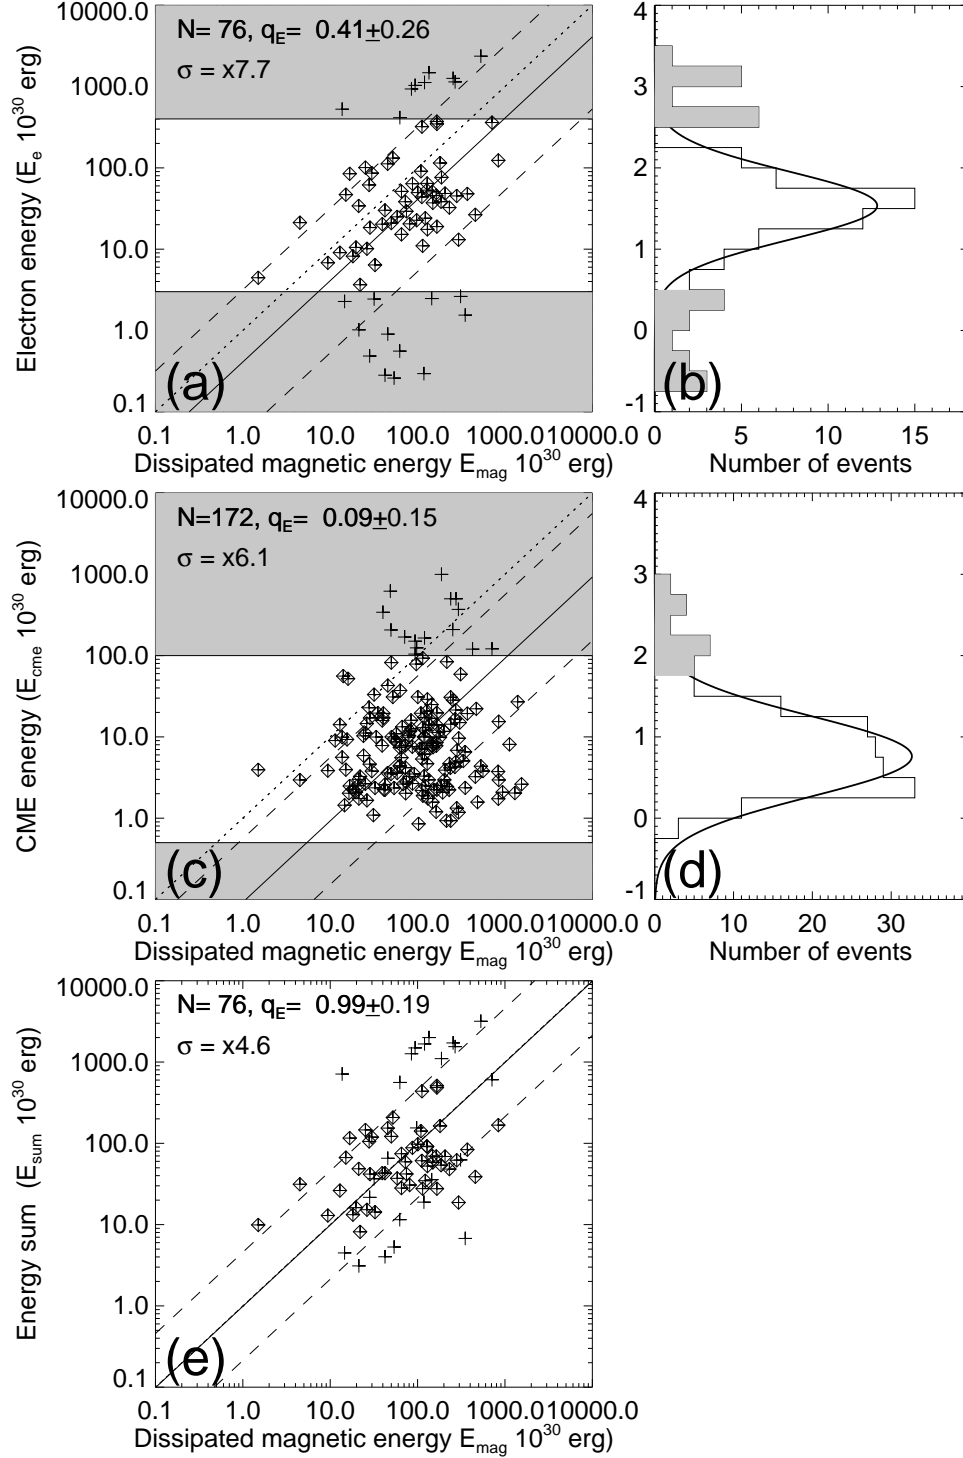 N= 76, q_E= 0.41±0.26
σ = x7.7
10000.0
1000.0
100.0
10.0
1.0
0.1
Electron energy (E_e 10^30 erg)
(a)
0.1 1.0 10.0 100.0 1000.010000.0
Dissipated magnetic energy E_mag 10^30 erg)
4
3
2
1
0
-1
(b)
0 5 10 15
Number of events
N=172, q_E= 0.09±0.15
σ = x6.1
10000.0
1000.0
100.0
10.0
1.0
0.1
CME energy (E_cme 10^30 erg)
(c)
0.1 1.0 10.0 100.0 1000.010000.0
Dissipated magnetic energy E_mag 10^30 erg)
4
3
2
1
0
-1
(d)
0 10 20 30
Number of events
N= 76, q_E= 0.99±0.19
σ = x4.6
10000.0
1000.0
100.0
10.0
1.0
0.1
Energy sum (E_sum 10^30 erg)
(e)
0.1 1.0 10.0 100.0 1000.010000.0
Dissipated magnetic energy E_mag 10^30 erg)